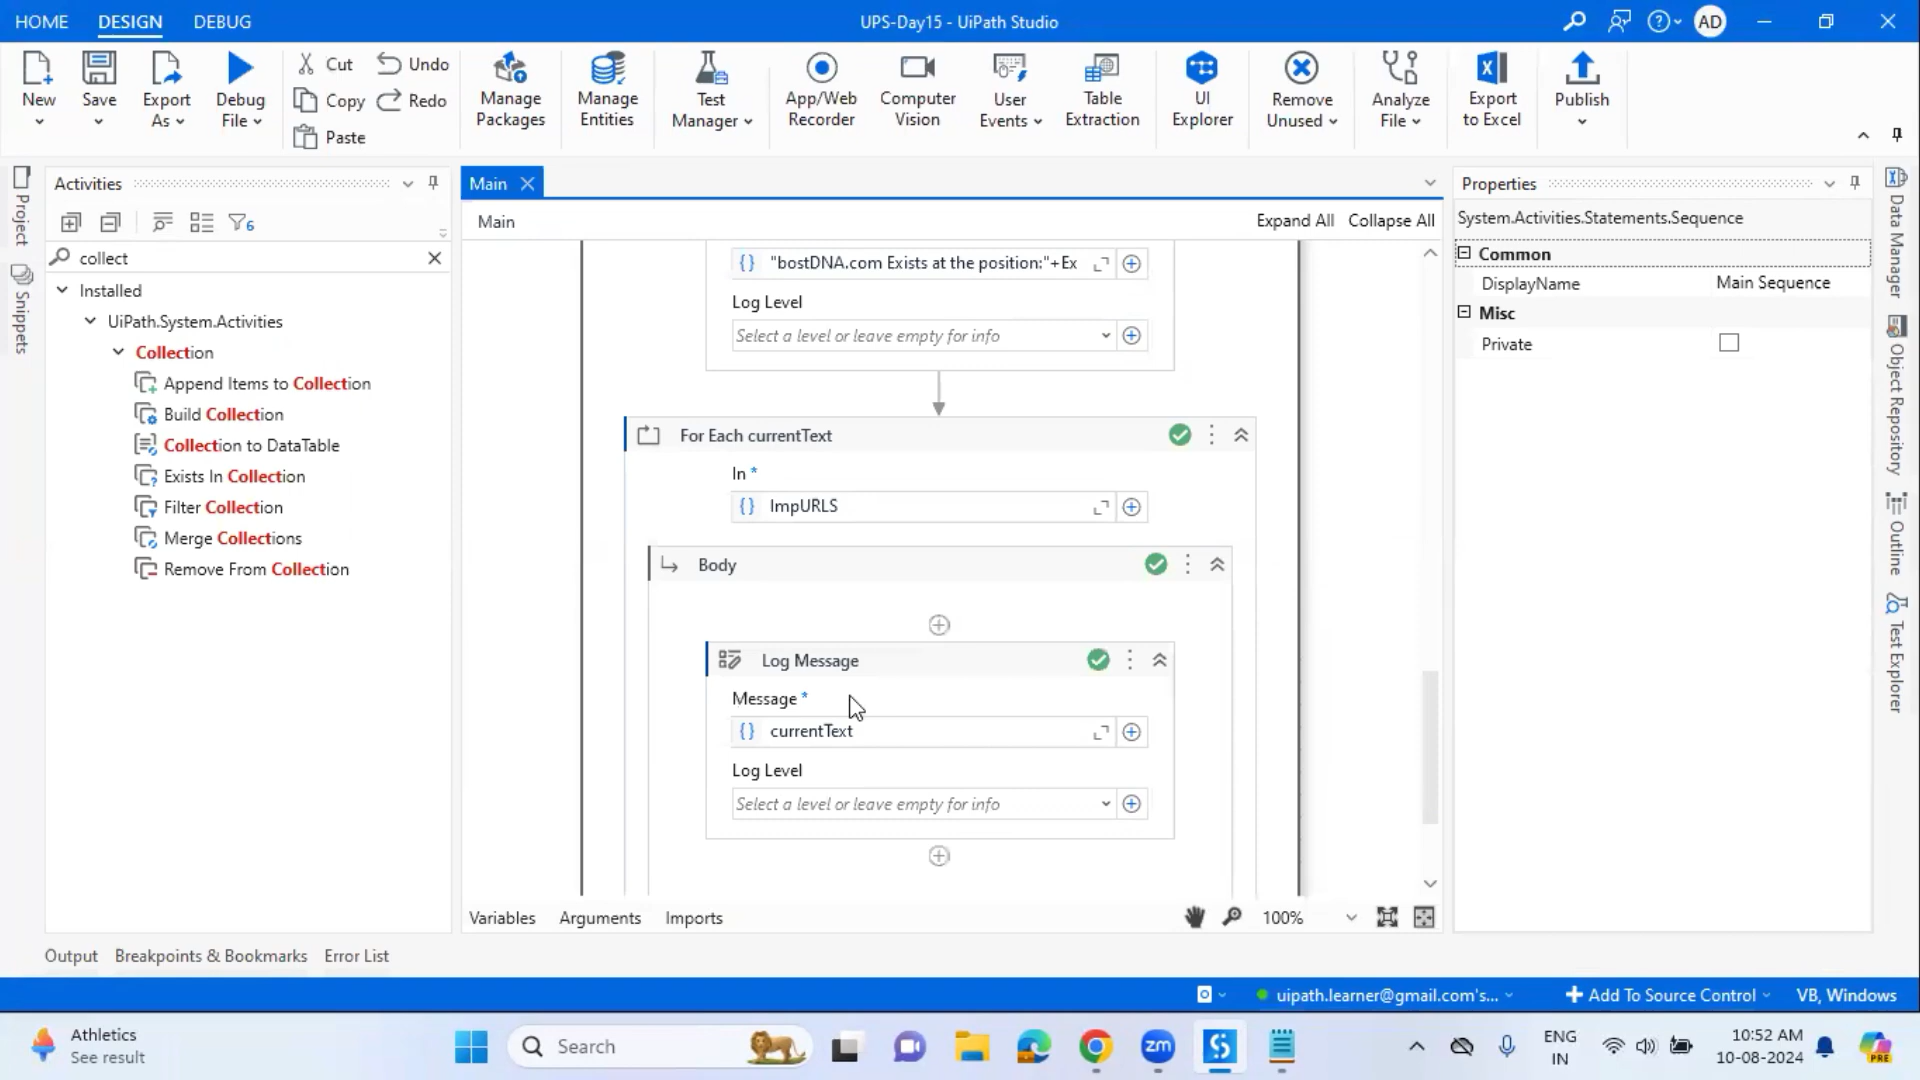 HOME DESIGN DEBUG UPS-Day15 - UiPath Studio AD
New Save Export As Debug File Cut Copy Paste Undo Redo Manage Packages Manage Entities Test Manager App/Web Recorder Computer Vision User Events Table Extraction UI Explorer Remove Unused Analyze File Export to Excel Publish
Project
Snippets
Activities
6
collect
Installed
UiPath.System.Activities
Collection
Append Items to Collection
Build Collection
Collection to DataTable
Exists In Collection
Filter Collection
Merge Collections
Remove From Collection
Main
Main Expand All Collapse All
"bostDNA.com Exists at the position:"+Ex
Log Level
Select a level or leave empty for info
For Each currentText
In *
ImpURLS
Body
Log Message
Message *
currentText
Log Level
Select a level or leave empty for info
Variables Arguments Imports 100%
Properties
System.Activities.Statements.Sequence
Common
DisplayName Main Sequence
Misc
Private
Data Manager
Object Repository
Outline
Test Explorer
Output Breakpoints & Bookmarks Error List
uipath.learner@gmail.com's... Add To Source Control VB, Windows
Athletics
See result
Search
zm
ENG
IN
10:52 AM
10-08-2024
PRE